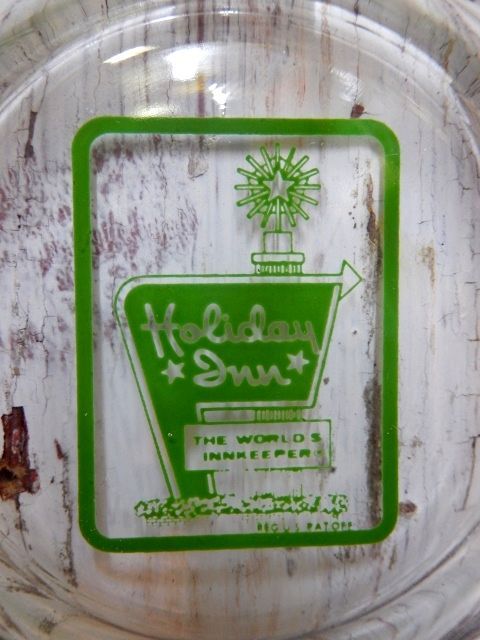 Holiday
Inn
THE WORLD'S
INNKEEPER
REG U.S. PAT OFF